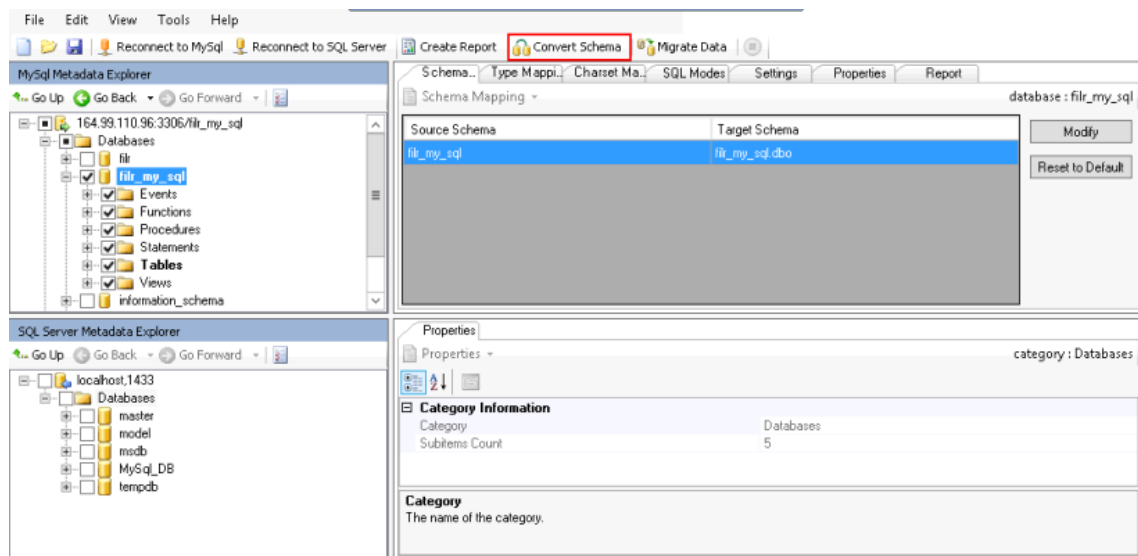 File Edit View Tools Help
Reconnect to MySql Reconnect to SQL Server Create Report Convert Schema Migrate Data
MySql Metadata Explorer
Go Up Go Back Go Forward
164.99.110.96:3306/filr_my_sql
Databases
filr
filr_my_sql
Events
Functions
Procedures
Statements
Tables
Views
information_schema
Schema... Type Mappi... Charset Ma... SQL Modes Settings Properties Report
Schema Mapping database : filr_my_sql
Source Schema Target Schema
filr_my_sql filr_my_sql.dbo
Modify
Reset to Default
SQL Server Metadata Explorer
Go Up Go Back Go Forward
localhost,1433
Databases
master
model
msdb
MySql_DB
tempdb
Properties
Properties category : Databases
Category Information
Category Databases
Subitems Count 5
Category
The name of the category.